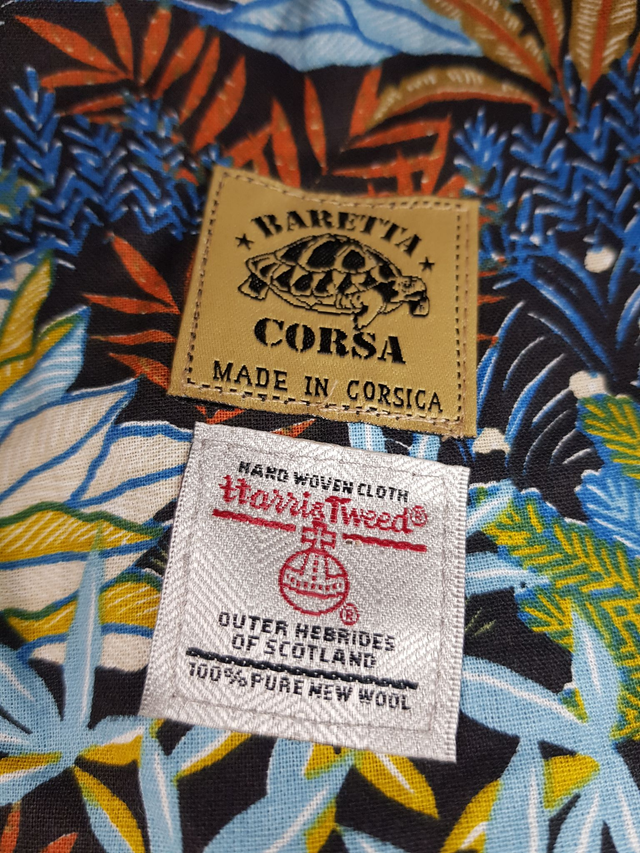 ★ BARETTA ★
CORSA
MADE IN CORSICA
HAND WOVEN CLOTH
Harris Tweed®
®
OUTER HEBRIDES
OF SCOTLAND
100% PURE NEW WOOL